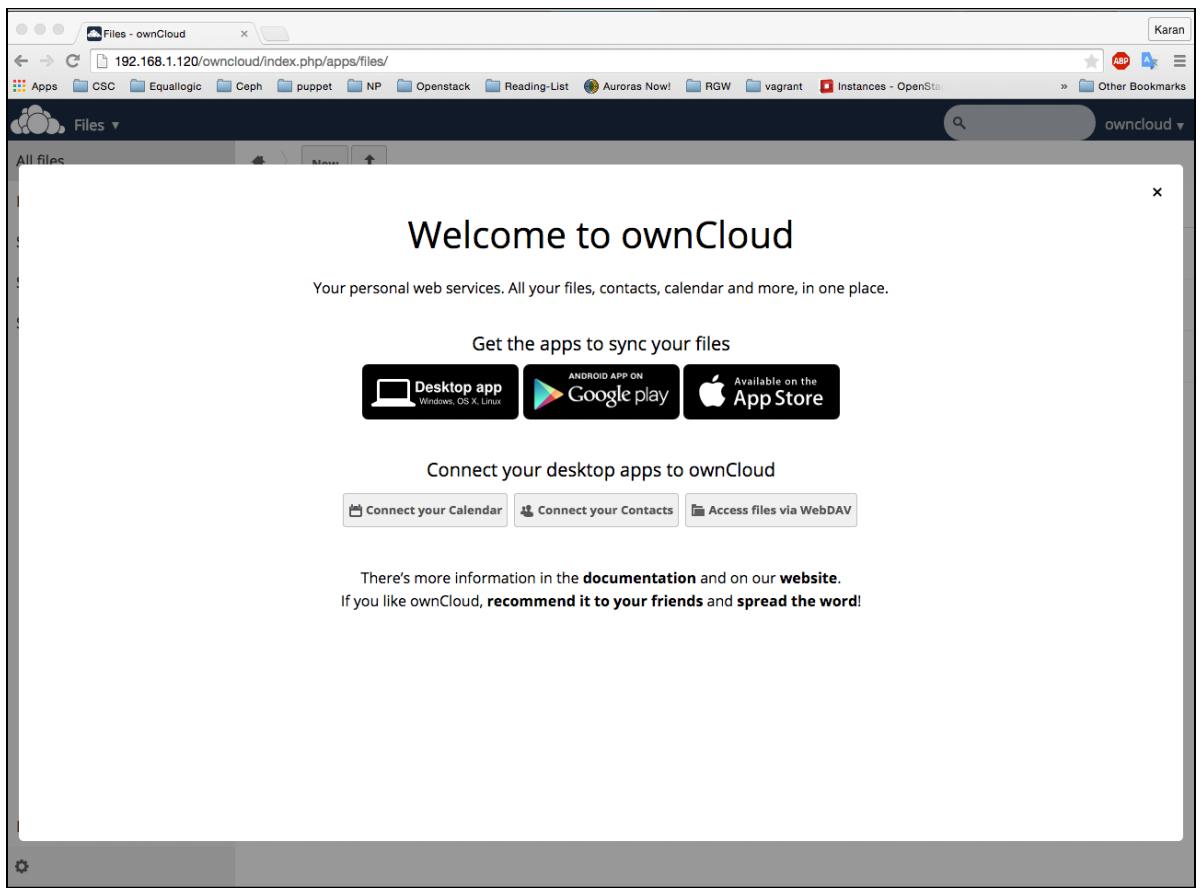 Files - ownCloud
Karan
192.168.1.120/owncloud/index.php/apps/files/
ABP
Apps CSC Equallogic Ceph puppet NP Openstack Reading-List Auroras Now! RGW vagrant Instances - OpenSta » Other Bookmarks
Files
owncloud
All files
New
Welcome to ownCloud
Your personal web services. All your files, contacts, calendar and more, in one place.
Get the apps to sync your files
Desktop app
Windows, OS X, Linux
ANDROID APP ON
Google play
Available on the
App Store
Connect your desktop apps to ownCloud
Connect your Calendar Connect your Contacts Access files via WebDAV
There's more information in the documentation and on our website.
If you like ownCloud, recommend it to your friends and spread the word!